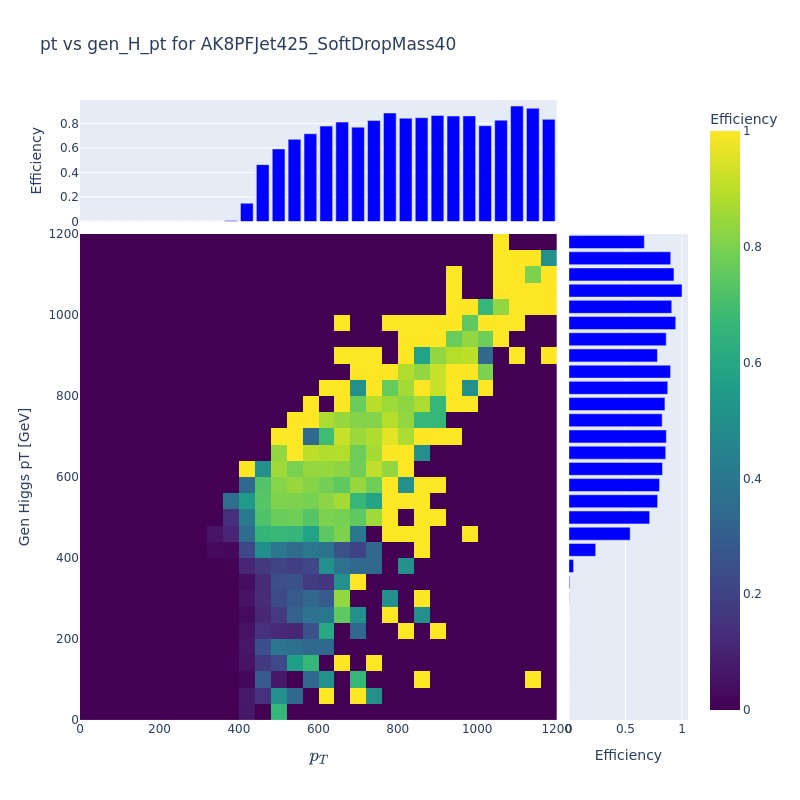 pt vs gen_H_pt for AK8PFJet425_SoftDropMass40
Efficiency
0.8
0.6
0.4
0.2
0
Efficiency
1
0.8
0.6
0.4
0.2
0
Gen Higgs pT [GeV]
1200
1000
800
600
400
200
0
0 200 400 600 800 1000 1200
p_T
0 0.5 1
Efficiency